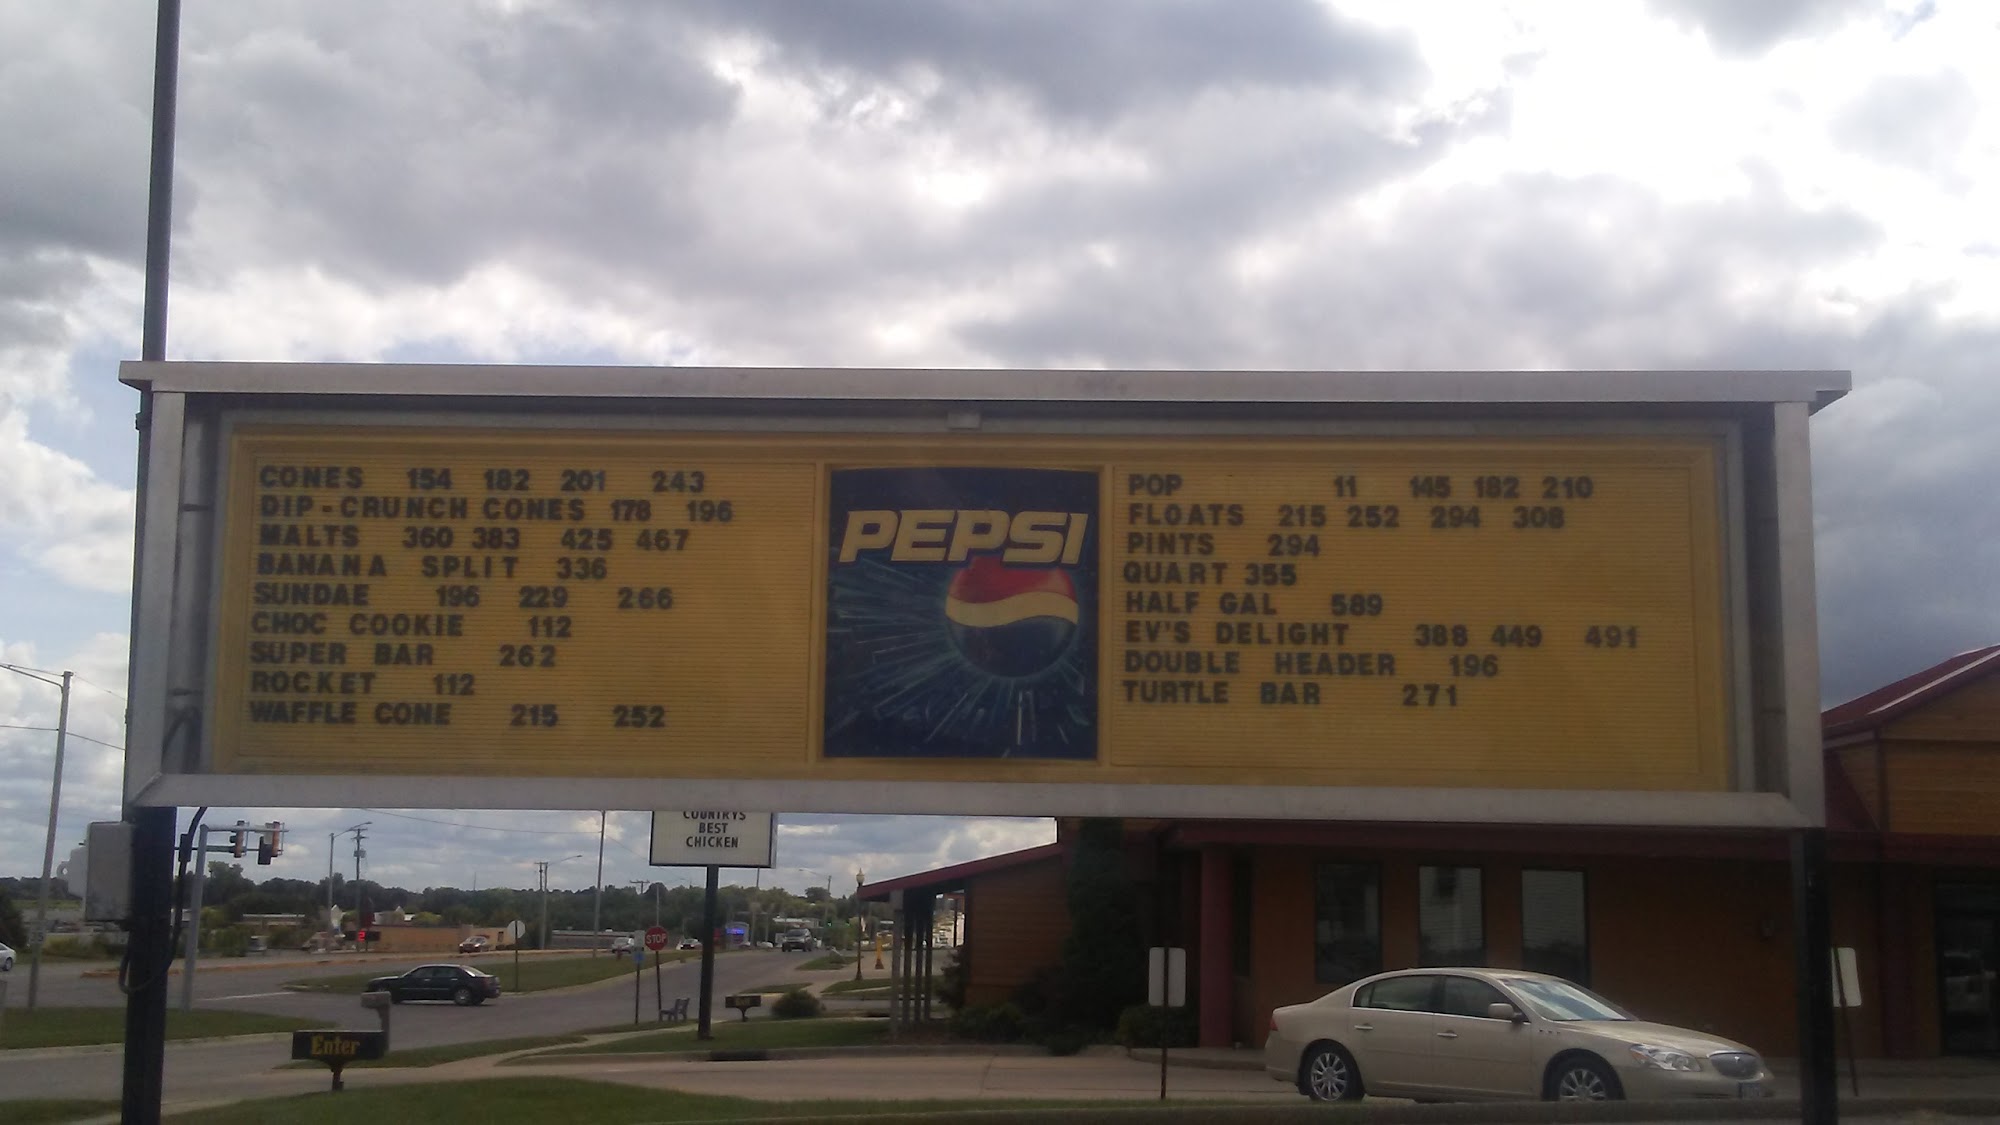 CONES 154 182 201 243
DIP-CRUNCH CONES 178 196
MALTS 360 383 425 467
BANANA SPLIT 336
SUNDAE 196 229 266
CHOC COOKIE 112
SUPER BAR 262
ROCKET 112
WAFFLE CONE 215 252
PEPSI
POP 11 145 182 210
FLOATS 215 252 294 308
PINTS 294
QUART 355
HALF GAL 589
EV'S DELIGHT 388 449 491
DOUBLE HEADER 196
TURTLE BAR 271
COUNTRYS
BEST
CHICKEN
STOP
Enter